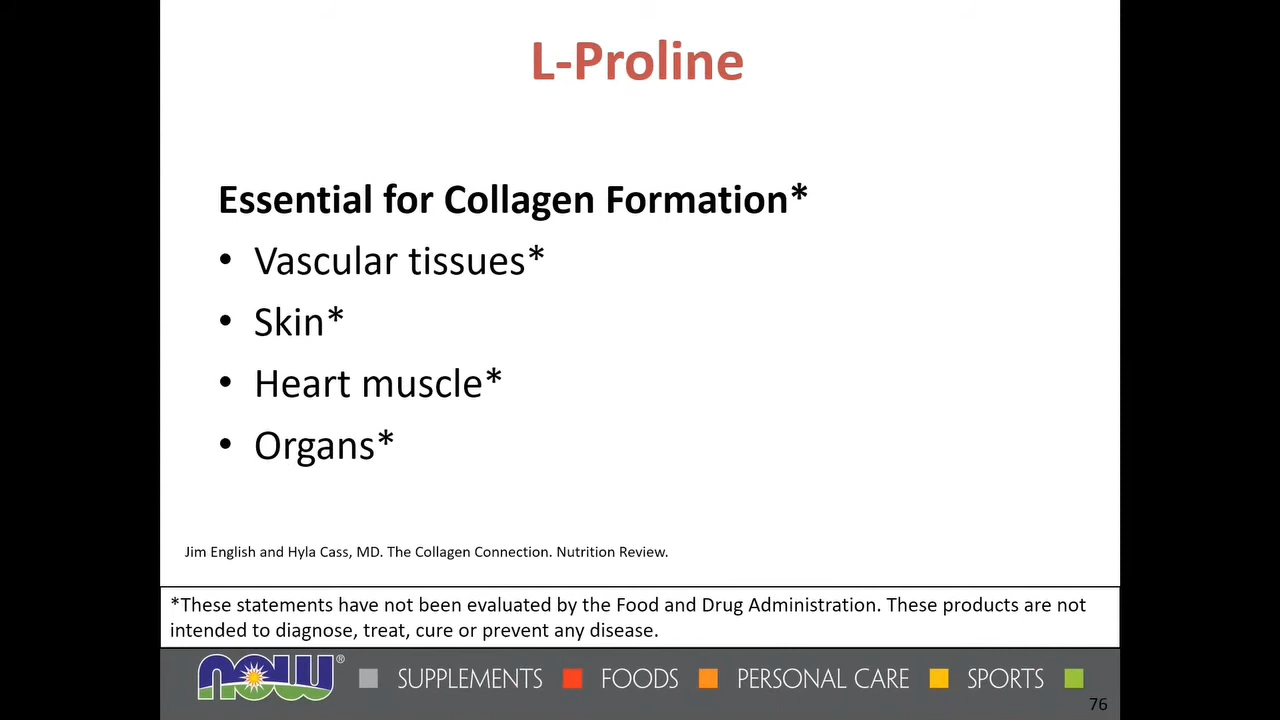 L-Proline
Essential for Collagen Formation*
• Vascular tissues*
• Skin*
• Heart muscle*
• Organs*
Jim English and Hyla Cass, MD. The Collagen Connection. Nutrition Review.
*These statements have not been evaluated by the Food and Drug Administration. These products are not
intended to diagnose, treat, cure or prevent any disease.
now® SUPPLEMENTS FOODS PERSONAL CARE SPORTS
76